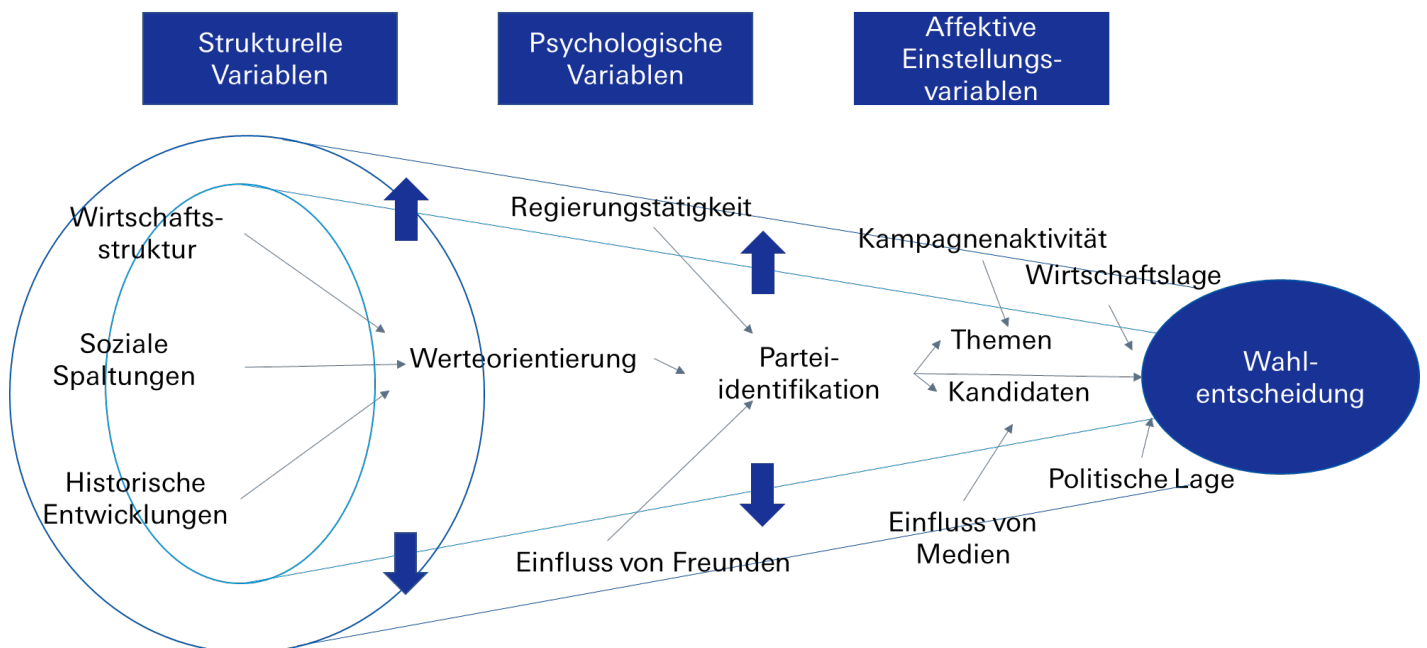 Strukturelle
Variablen
Psychologische
Variablen
Affektive
Einstellungs-
variablen
Wirtschafts-
struktur
Regierungstätigkeit
Kampagnenaktivität
Wirtschaftslage
Soziale
Spaltungen
Werteorientierung
Partei-
identifikation
Themen
Kandidaten
Wahl-
entscheidung
Historische
Entwicklungen
Einfluss von Freunden
Einfluss von
Medien
Politische Lage